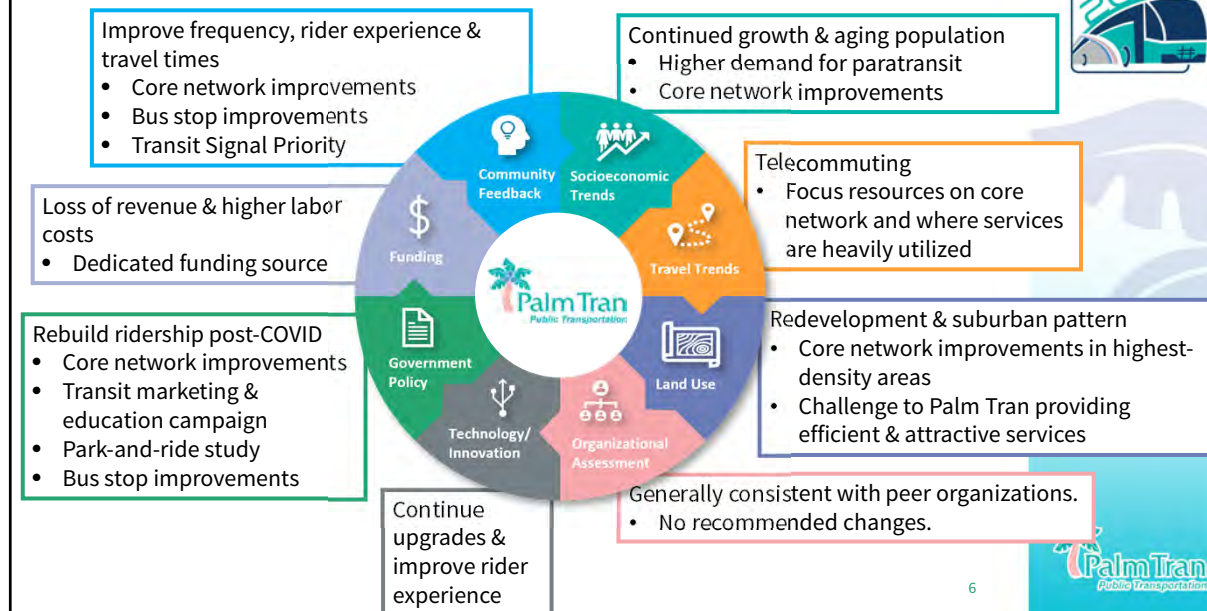 Improve frequency, rider experience &
travel times
• Core network improvements
• Bus stop improvements
• Transit Signal Priority
Continued growth & aging population
• Higher demand for paratransit
• Core network improvements
Telecommuting
• Focus resources on core
network and where services
are heavily utilized
Loss of revenue & higher labor
costs
• Dedicated funding source
Redevelopment & suburban pattern
• Core network improvements in highest-
density areas
• Challenge to Palm Tran providing
efficient & attractive services
Rebuild ridership post-COVID
• Core network improvements
• Transit marketing &
education campaign
• Park-and-ride study
• Bus stop improvements
Generally consistent with peer organizations.
• No recommended changes.
Continue
upgrades &
improve rider
experience
Community
Feedback
Socioeconomic
Trends
Travel Trends
Land Use
Organizational
Assessment
Technology/
Innovation
Government
Policy
$
Funding
Palm Tran
Public Transportation
6
Palm Tran
Public Transportation